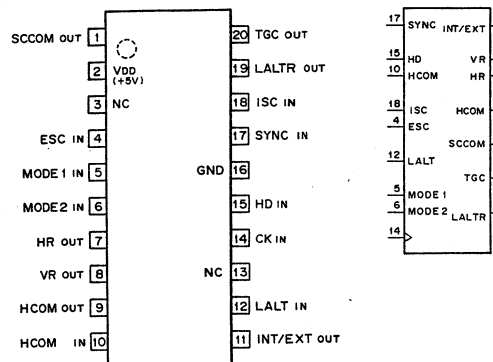 SCCOM OUT 1
20 TGC OUT
2 VDD
(+5V)
19 LALTR OUT
3 NC
18 ISC IN
ESC IN 4
17 SYNC IN
MODE 1 IN 5
GND 16
MODE 2 IN 6
15 HD IN
HR OUT 7
14 CK IN
VR OUT 8
NC 13
HCOM OUT 9
12 LALT IN
HCOM IN 10
11 INT/EXT OUT
17 SYNC INT/EXT
15 HD VR
10 HCOM HR
18 ISC HCOM
4 ESC
SCCOM
12 LALT
TGC
5 MODE 1
6 MODE 2 LALTR
14